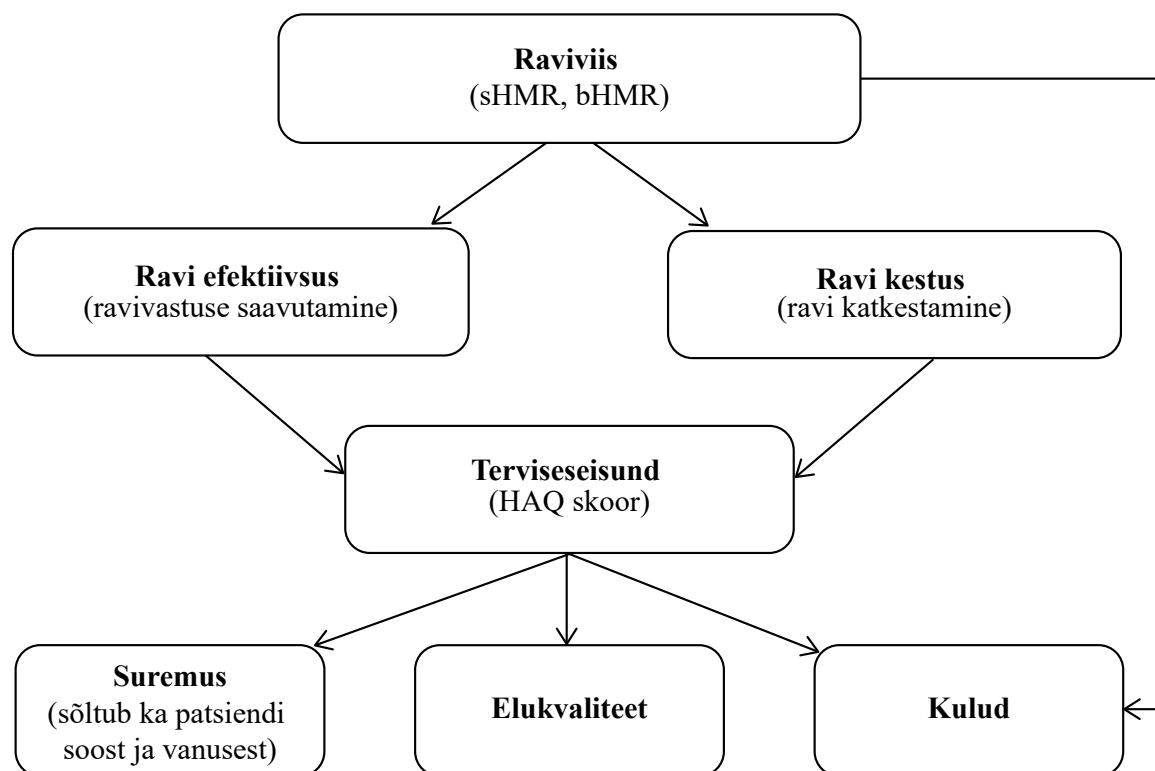 Raviviis
(sHMR, bHMR)
Ravi efektiivsus
(ravivastuse saavutamine)
Ravi kestus
(ravi katkestamine)
Terviseseisund
(HAQ skoor)
Suremus
(sõltub ka patsiendi
soost ja vanusest)
Elukvaliteet
Kulud